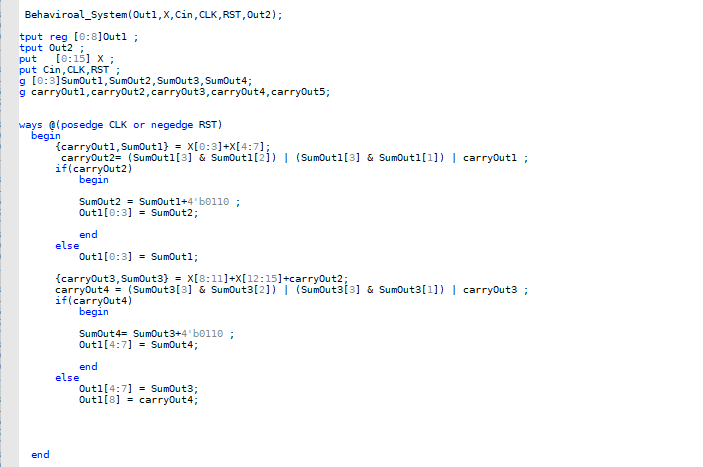 Behaviroal_System(Out1,X,Cin,CLK,RST,Out2);
tput reg [0:8]Out1 ;
tput Out2 ;
put [0:15] X ;
put Cin,CLK,RST ;
g [0:3]SumOut1,SumOut2,SumOut3,SumOut4;
g carryOut1,carryOut2,carryOut3,carryOut4,carryOut5;
ways @(posedge CLK or negedge RST)
begin
{carryOut1,SumOut1} = X[0:3]+X[4:7];
carryOut2= (SumOut1[3] & SumOut1[2]) | (SumOut1[3] & SumOut1[1]) | carryOut1 ;
if(carryOut2)
begin
SumOut2 = SumOut1+4'b0110 ;
Out1[0:3] = SumOut2;
end
else
Out1[0:3] = SumOut1;
{carryOut3,SumOut3} = X[8:11]+X[12:15]+carryOut2;
carryOut4 = (SumOut3[3] & SumOut3[2]) | (SumOut3[3] & SumOut3[1]) | carryOut3 ;
if(carryOut4)
begin
SumOut4= SumOut3+4'b0110 ;
Out1[4:7] = SumOut4;
end
else
Out1[4:7] = SumOut3;
Out1[8] = carryOut4;
end